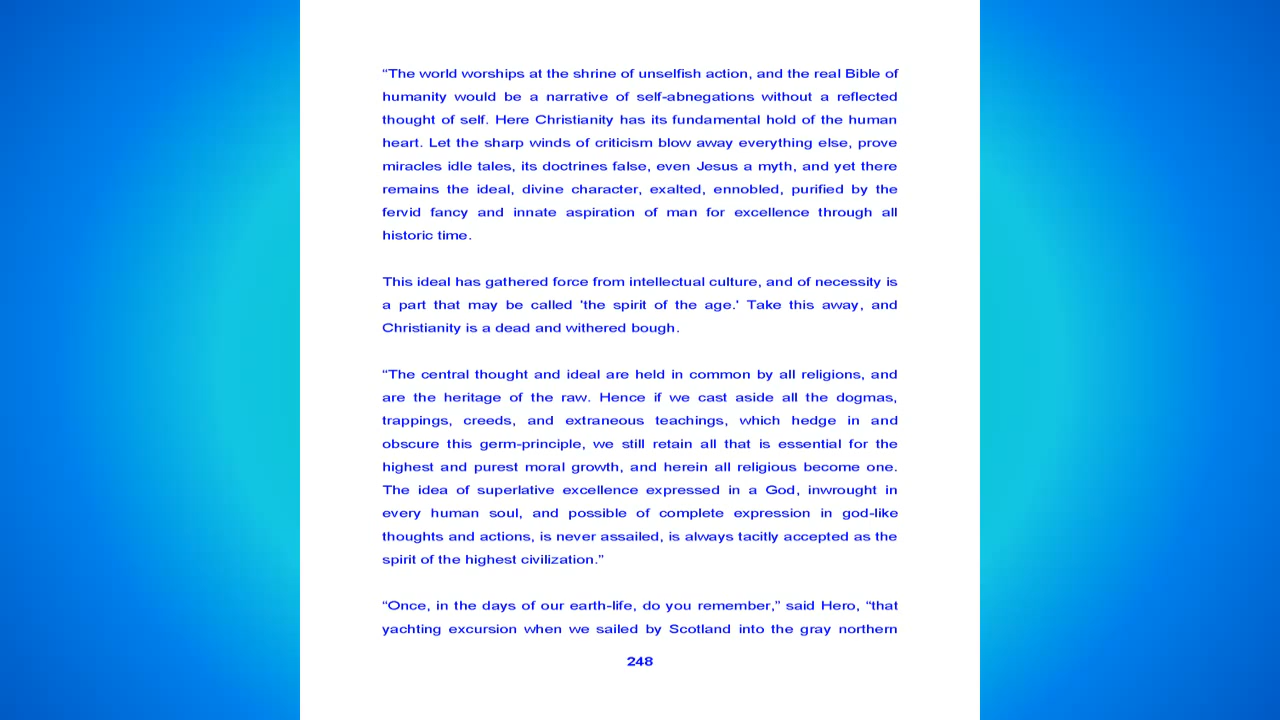 “The world worships at the shrine of unselfish action, and the real Bible of
humanity would be a narrative of self-abnegations without a reflected
thought of self. Here Christianity has its fundamental hold of the human
heart. Let the sharp winds of criticism blow away everything else, prove
miracles idle tales, its doctrines false, even Jesus a myth, and yet there
remains the ideal, divine character, exalted, ennobled, purified by the
fervid fancy and innate aspiration of man for excellence through all
historic time.
This ideal has gathered force from intellectual culture, and of necessity is
a part that may be called 'the spirit of the age.' Take this away, and
Christianity is a dead and withered bough.
“The central thought and ideal are held in common by all religions, and
are the heritage of the raw. Hence if we cast aside all the dogmas,
trappings, creeds, and extraneous teachings, which hedge in and
obscure this germ-principle, we still retain all that is essential for the
highest and purest moral growth, and herein all religious become one.
The idea of superlative excellence expressed in a God, inwrought in
every human soul, and possible of complete expression in god-like
thoughts and actions, is never assailed, is always tacitly accepted as the
spirit of the highest civilization.”
“Once, in the days of our earth-life, do you remember,” said Hero, “that
yachting excursion when we sailed by Scotland into the gray northern
248